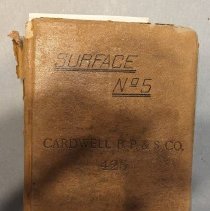 SURFACE
Nº5
CARDWELL R.P. & S. CO.